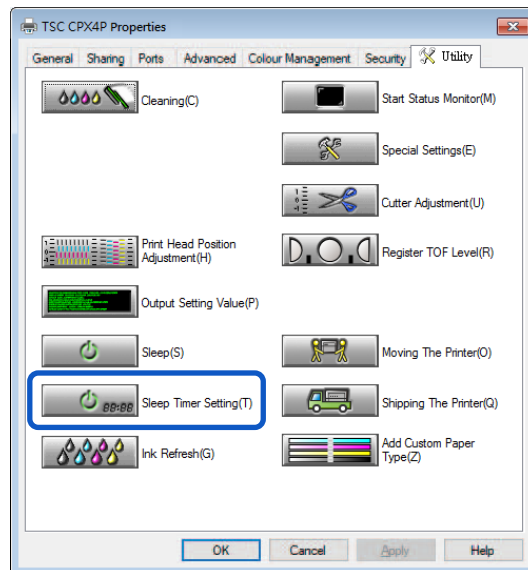 TSC CPX4P Properties
General Sharing Ports Advanced Colour Management Security Utility
Cleaning(C)
Start Status Monitor(M)
Special Settings(E)
Cutter Adjustment(U)
Print Head Position
Adjustment(H)
Register TOF Level(R)
Output Setting Value(P)
Sleep(S)
Moving The Printer(O)
Sleep Timer Setting(T)
Shipping The Printer(Q)
Ink Refresh(G)
Add Custom Paper
Type(Z)
OK Cancel Apply Help